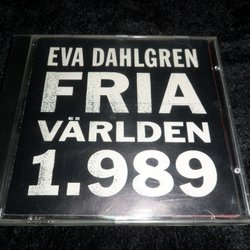 EVA DAHLGREN
FRIA
VÄRLDEN
1.989